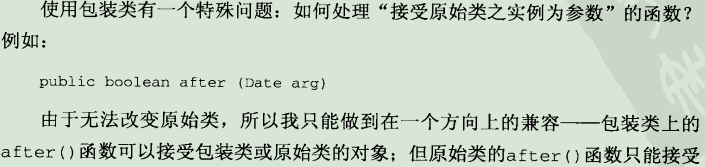 使用包装类有一个特殊问题：如何处理“接受原始类之实例为参数”的函数？
例如：
public boolean after (Date arg)
由于无法改变原始类，所以我只能做到在一个方向上的兼容——包装类上的
after()函数可以接受包装类或原始类的对象；但原始类的after()函数只能接受